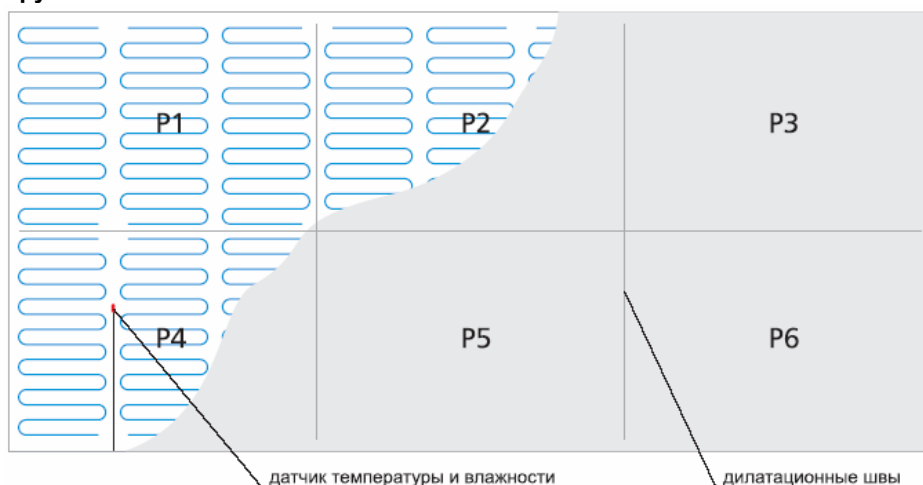 P1
P2
P3
P4
P5
P6
датчик температуры и влажности
дилатационные швы